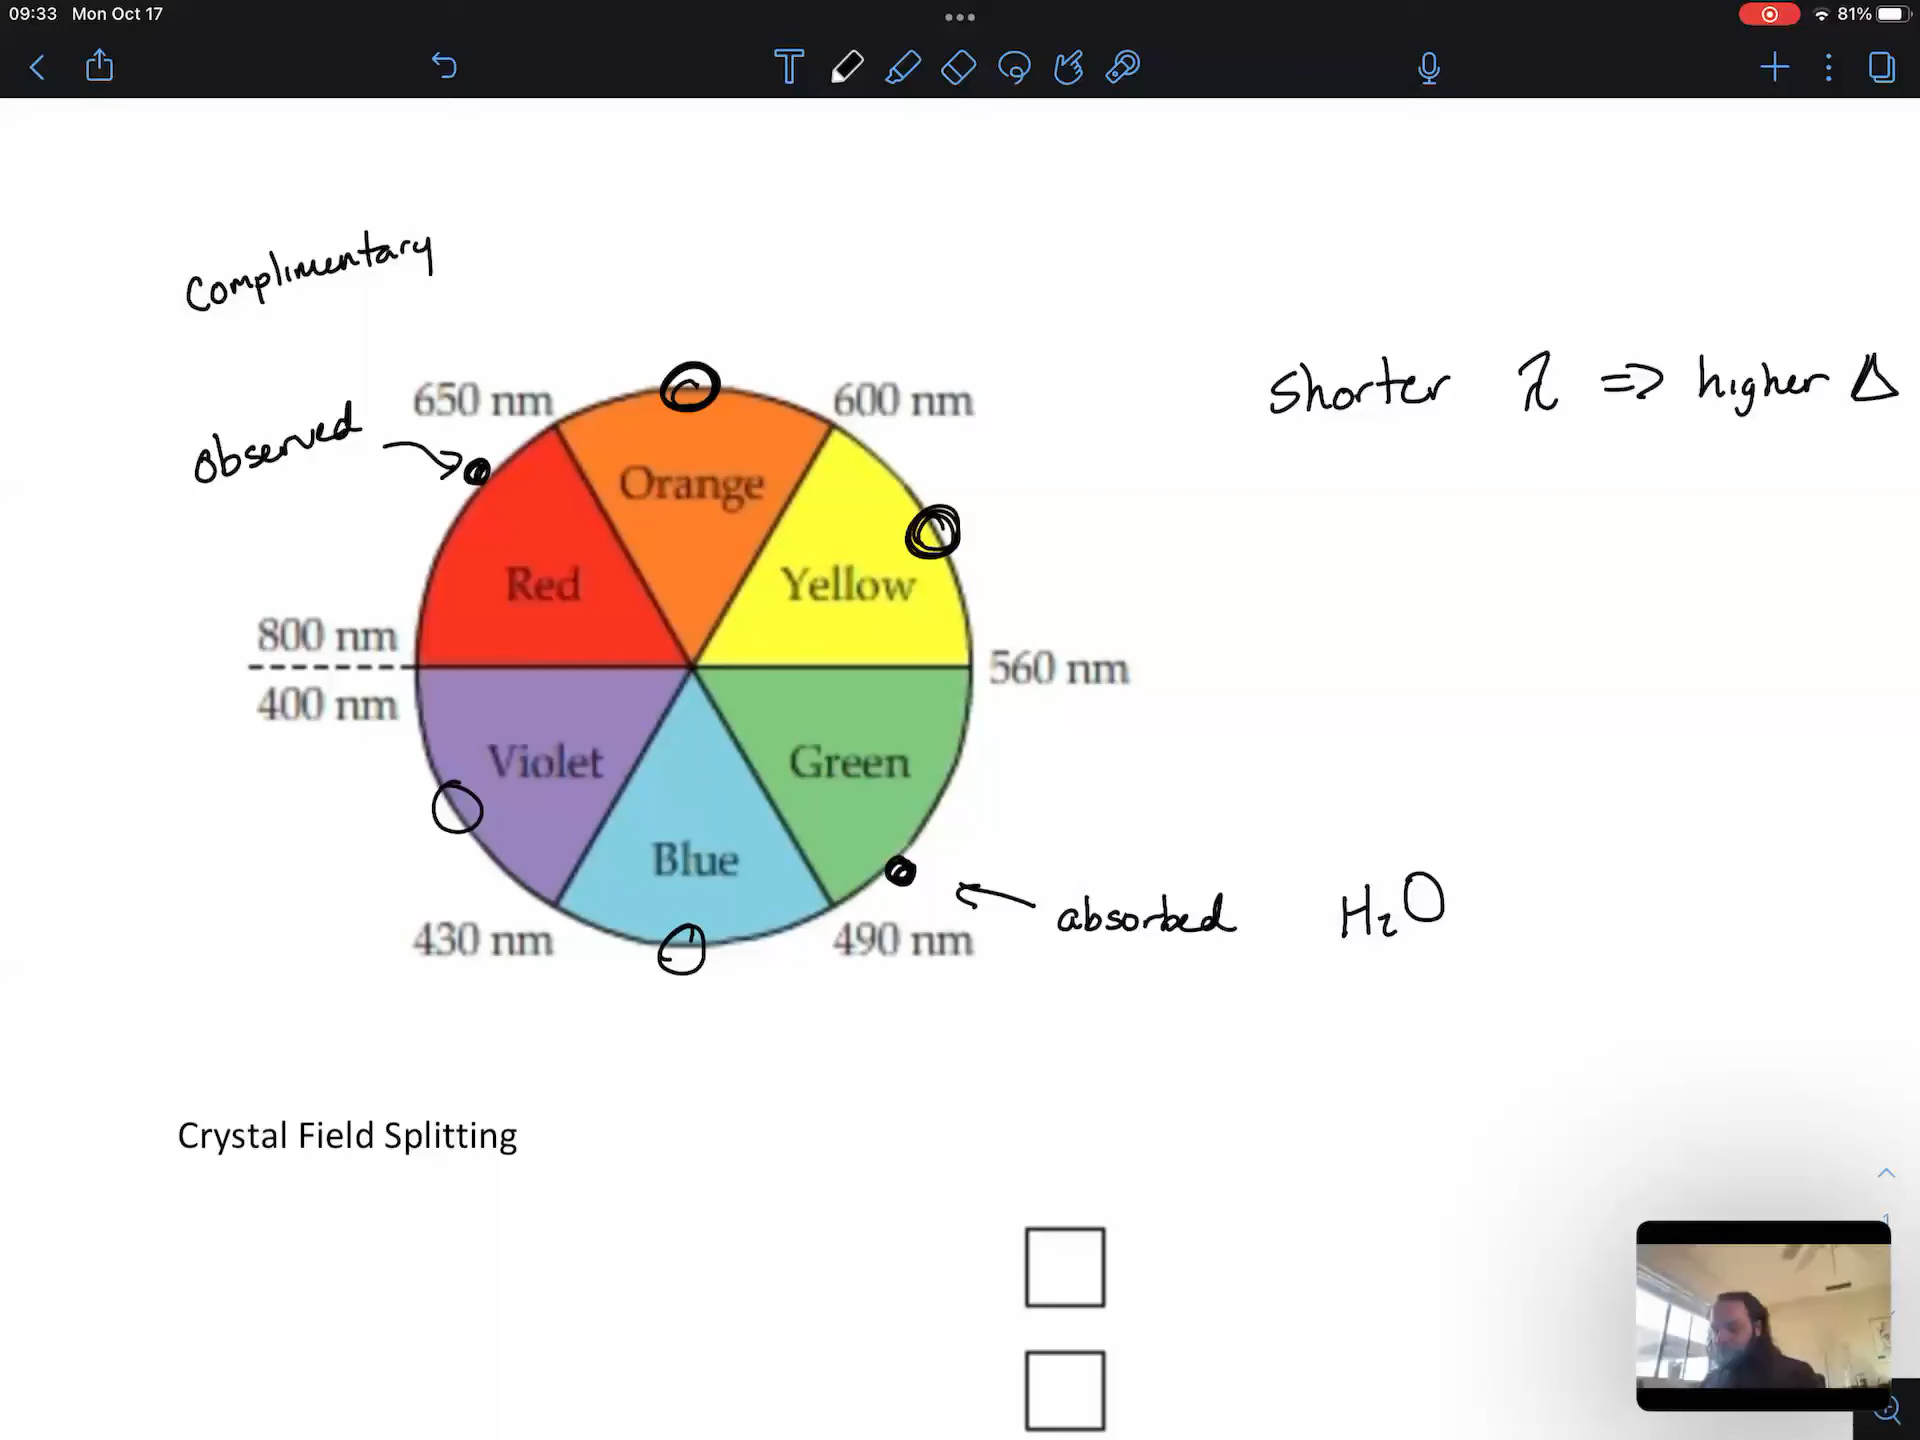 09:33 Mon Oct 17
81%
Complimentary
650 nm
600 nm
Shorter λ => higher Δ
observed
Orange
Red
Yellow
800 nm
560 nm
400 nm
Violet
Green
Blue
absorbed H₂O
430 nm
490 nm
Crystal Field Splitting